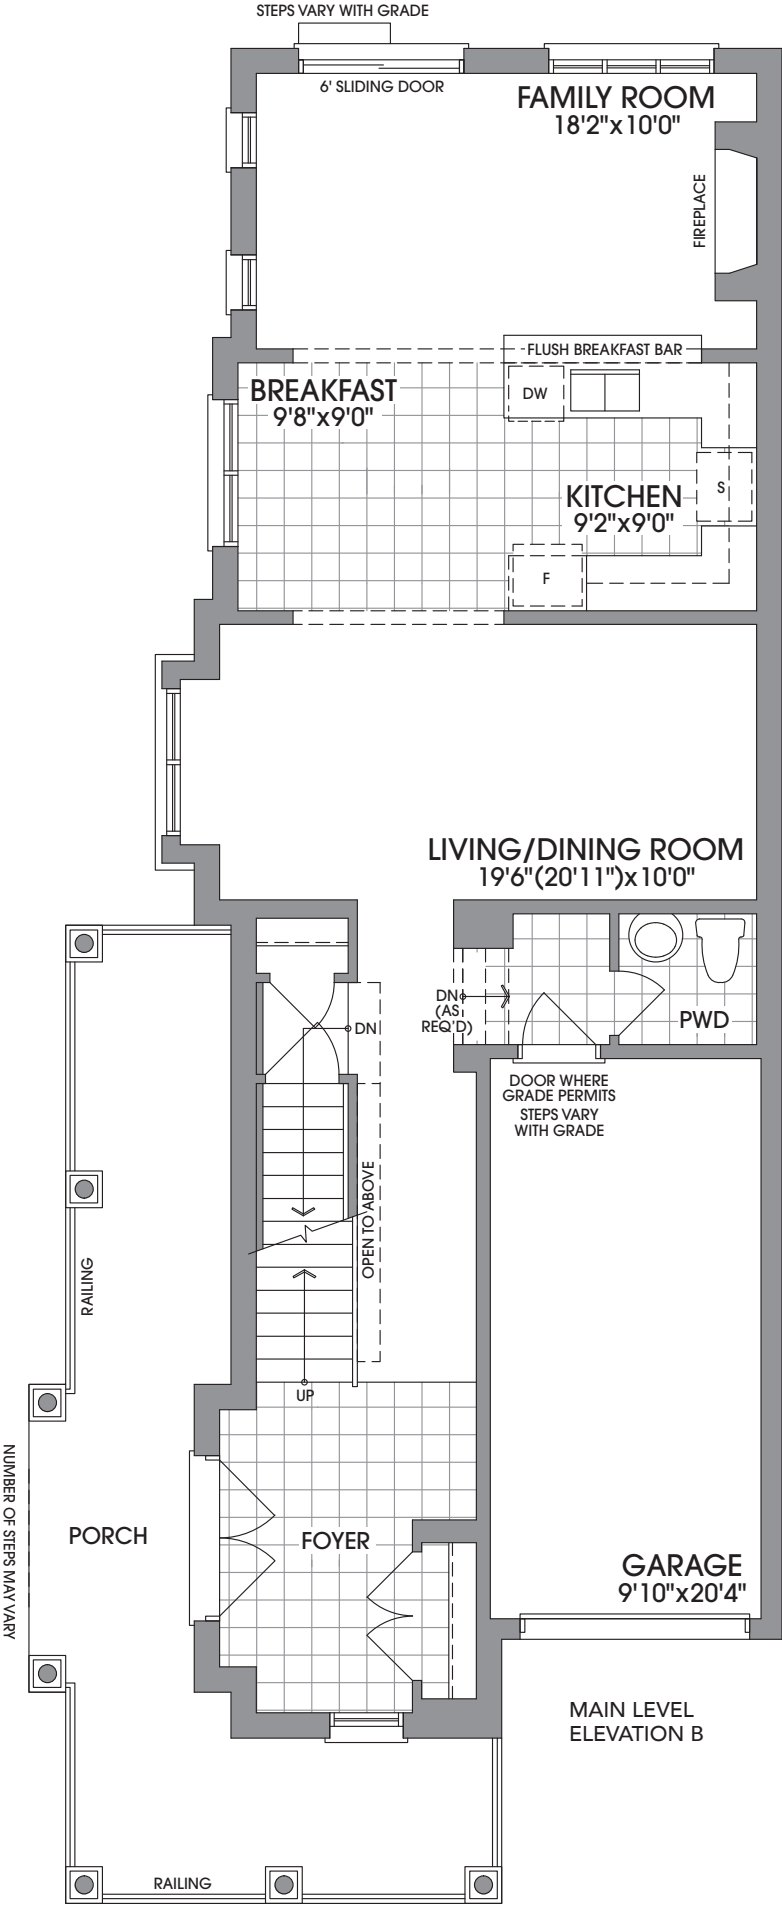 STEPS VARY WITH GRADE
6' SLIDING DOOR
FAMILY ROOM
18'2"x10'0"
FIREPLACE
FLUSH BREAKFAST BAR
BREAKFAST
9'8"x9'0"
DW
KITCHEN
9'2"x9'0"
S
F
LIVING/DINING ROOM
19'6"(20'11")x10'0"
DN
DN
(AS
REQ'D)
PWD
DOOR WHERE
GRADE PERMITS
STEPS VARY
WITH GRADE
OPEN TO ABOVE
RAILING
UP
NUMBER OF STEPS MAY VARY
PORCH
FOYER
GARAGE
9'10"x20'4"
MAIN LEVEL
ELEVATION B
RAILING